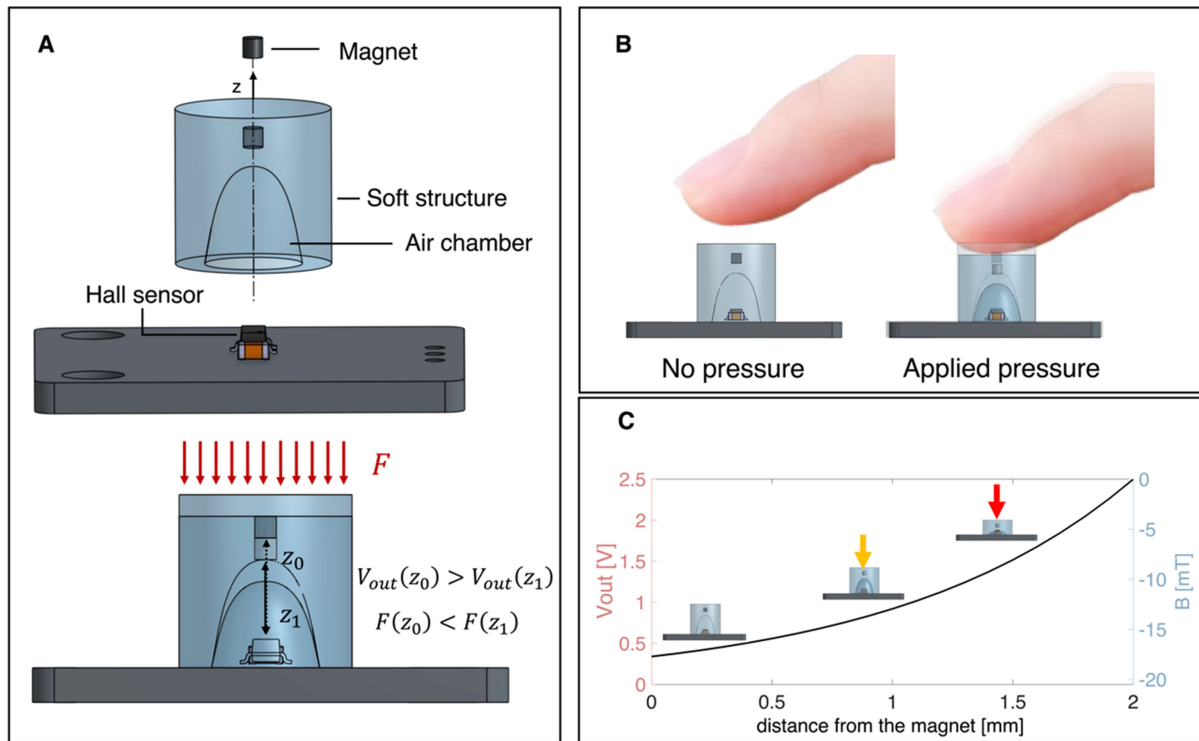 A
Magnet
z
Soft structure
Air chamber
Hall sensor
F
z₀
V_out(z₀) > V_out(z₁)
z₁
F(z₀) < F(z₁)
B
No pressure
Applied pressure
C
Vout [V]
2.5
2
1.5
1
0.5
0
0
-5
-10
-15
-20
B [mT]
0
0.5
1
1.5
2
distance from the magnet [mm]